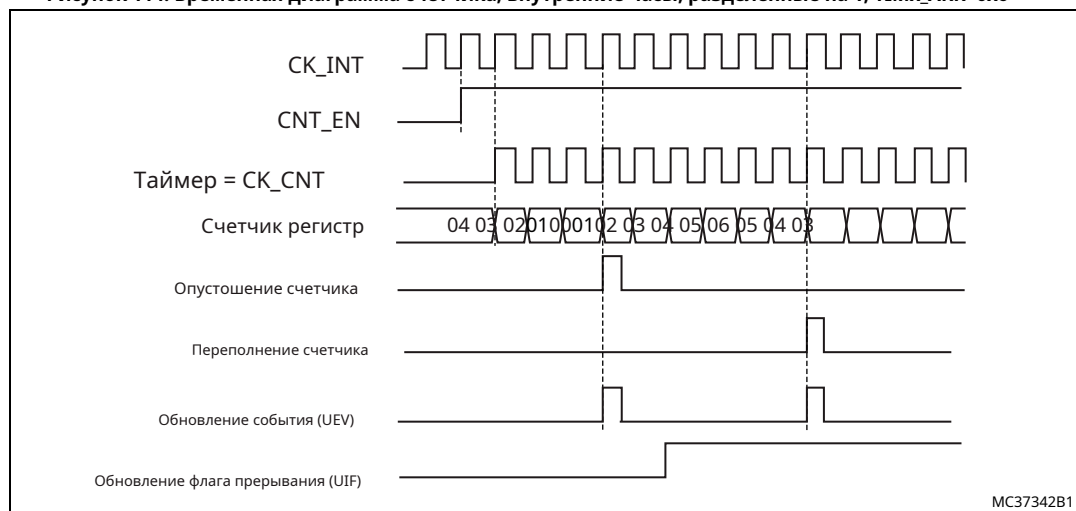 CK_INT
CNT_EN
Таймер = CK_CNT
Счетчик регистр
04 03 02 01 00 01 02 03 04 05 06 05 04 03
Опустошение счетчика
Переполнение счетчика
Обновление события (UEV)
Обновление флага прерывания (UIF)
MC37342B1